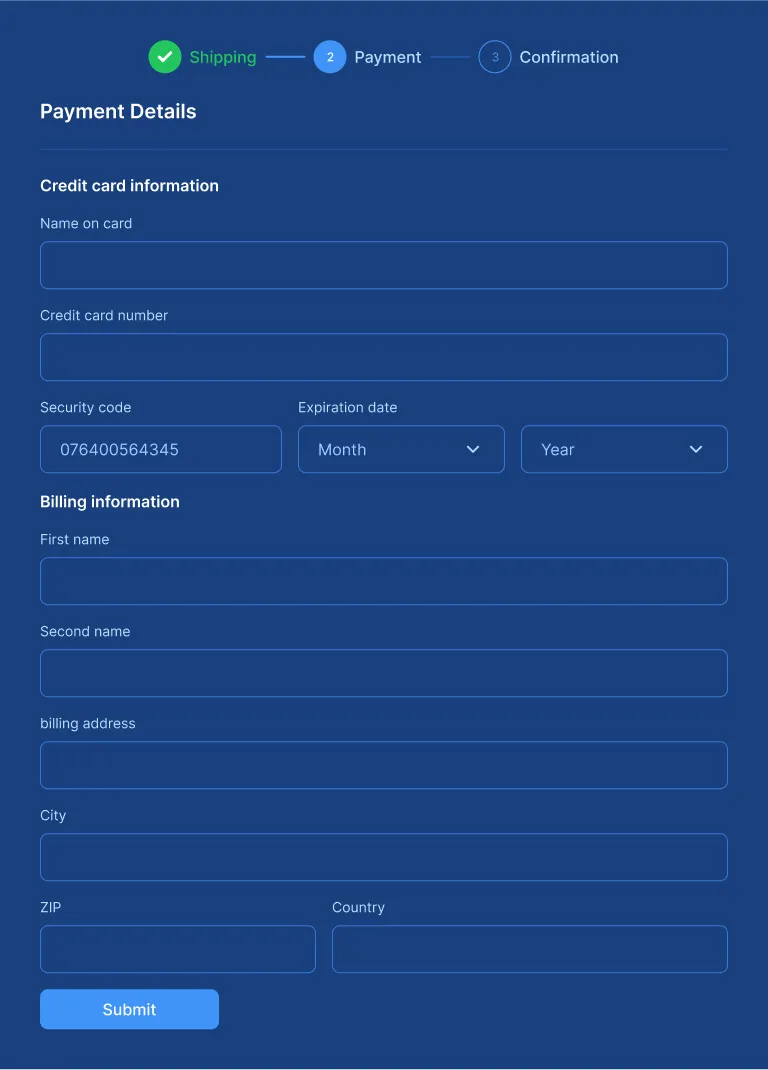 Shipping 2 Payment 3 Confirmation
Payment Details
Credit card information
Name on card
Credit card number
Security code Expiration date
076400564345 Month Year
Billing information
First name
Second name
billing address
City
ZIP Country
Submit